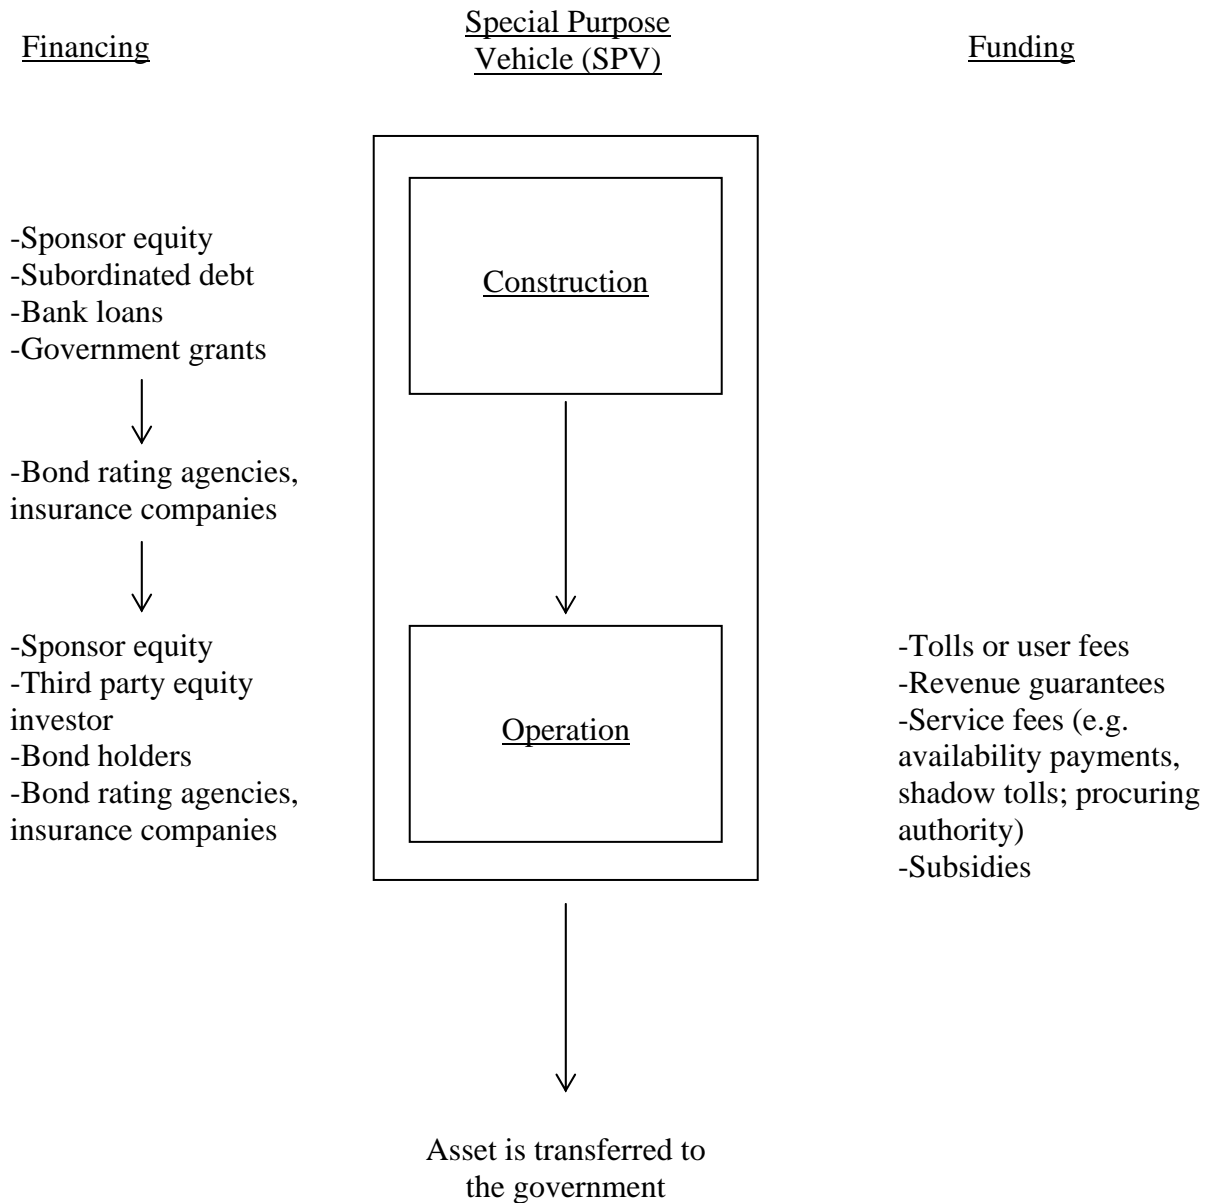 Financing
Special Purpose
Vehicle (SPV)
Funding
-Sponsor equity
-Subordinated debt
-Bank loans
-Government grants
Construction
-Bond rating agencies,
insurance companies
-Sponsor equity
-Third party equity
investor
-Bond holders
-Bond rating agencies,
insurance companies
Operation
-Tolls or user fees
-Revenue guarantees
-Service fees (e.g.
availability payments,
shadow tolls; procuring
authority)
-Subsidies
Asset is transferred to
the government